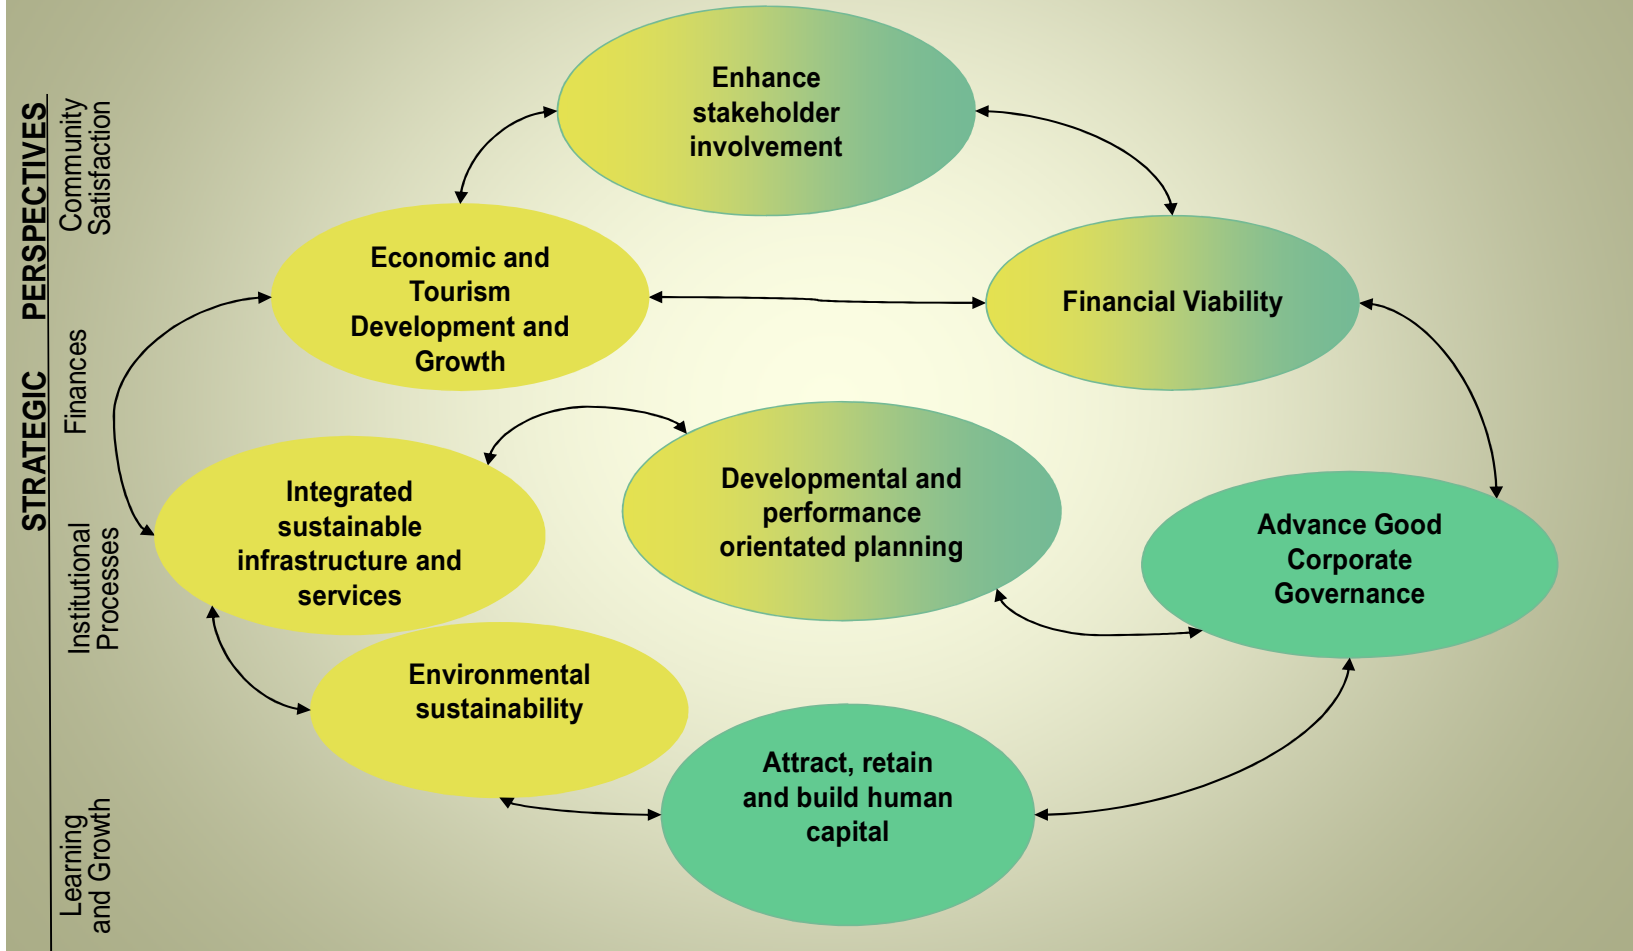 STRATEGIC PERSPECTIVES
Community
Satisfaction
Finances
Institutional
Processes
Learning
and Growth
Enhance
stakeholder
involvement
Economic and
Tourism
Development and
Growth
Financial Viability
Integrated
sustainable
infrastructure and
services
Developmental and
performance
orientated planning
Advance Good
Corporate
Governance
Environmental
sustainability
Attract, retain
and build human
capital